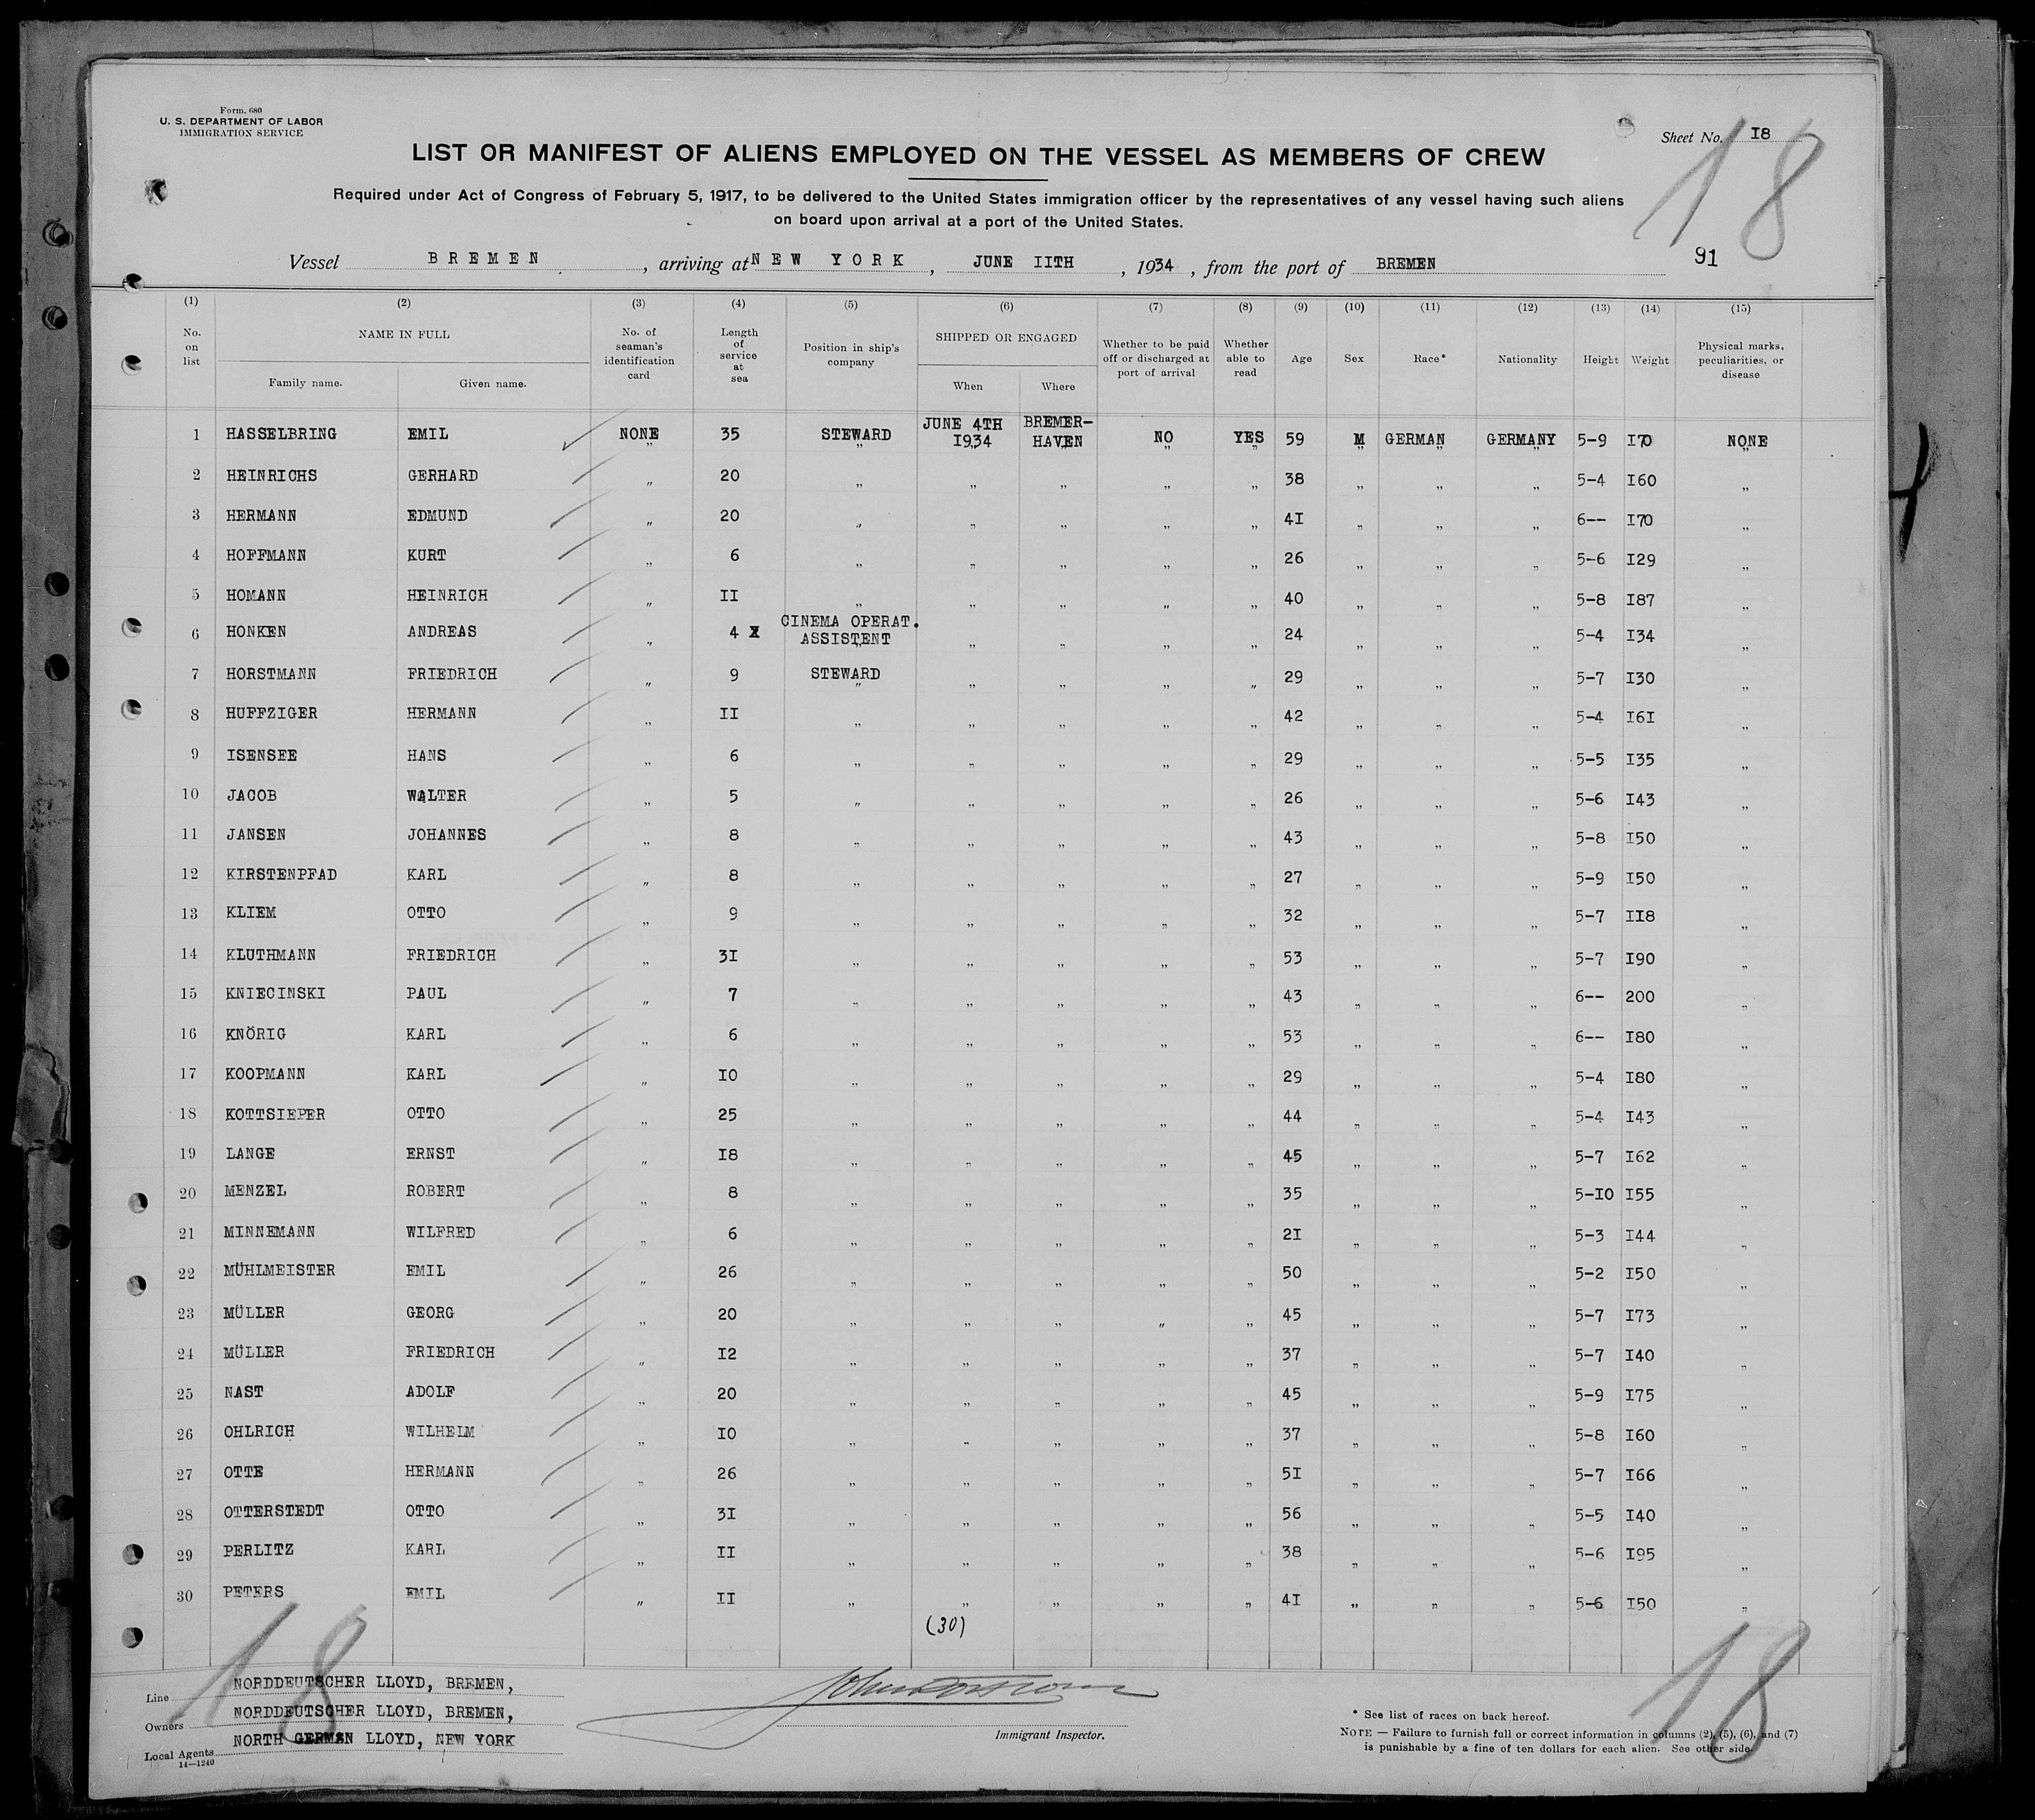 Form. 680
U. S. DEPARTMENT OF LABOR
IMMIGRATION SERVICE
Sheet No. I8
18
LIST OR MANIFEST OF ALIENS EMPLOYED ON THE VESSEL AS MEMBERS OF CREW
Required under Act of Congress of February 5, 1917, to be delivered to the United States immigration officer by the representatives of any vessel having such aliens
on board upon arrival at a port of the United States.
Vessel BREMEN, arriving at NEW YORK, JUNE IITH, 1934, from the port of BREMEN 91
(1) (2) (3) (4) (5) (6) (7) (8) (9) (10) (11) (12) (13) (14) (15)
No. on list NAME IN FULL Family name. Given name. No. of seaman's identification card Length of service at sea Position in ship's company SHIPPED OR ENGAGED When Where Whether to be paid off or discharged at port of arrival Whether able to read Age Sex Race* Nationality Height Weight Physical marks, peculiarities, or disease
1 HASSELBRING EMIL NONE 35 STEWARD JUNE 4TH I934 BREMER-HAVEN NO YES 59 M GERMAN GERMANY 5-9 I70 NONE
2 HEINRICHS GERHARD " 20 " " " " " 38 " " " 5-4 I60 "
3 HERMANN EDMUND " 20 " " " " " 4I " " " 6-- I70 "
4 HOFFMANN KURT " 6 " " " " " 26 " " " 5-6 I29 "
5 HOMANN HEINRICH " II " " " " " 40 " " " 5-8 I87 "
6 HONKEN ANDREAS " 4 CINEMA OPERAT. ASSISTENT " " " " 24 " " " 5-4 I34 "
7 HORSTMANN FRIEDRICH " 9 STEWARD " " " " 29 " " " 5-7 I30 "
8 HUFFZIGER HERMANN " II " " " " " 42 " " " 5-4 I6I "
9 ISENSEE HANS " 6 " " " " " 29 " " " 5-5 I35 "
10 JACOB WALTER " 5 " " " " " 26 " " " 5-6 I43 "
11 JANSEN JOHANNES " 8 " " " " " 43 " " " 5-8 I50 "
12 KIRSTENPFAD KARL " 8 " " " " " 27 " " " 5-9 I50 "
13 KLIEM OTTO " 9 " " " " " 32 " " " 5-7 II8 "
14 KLUTHMANN FRIEDRICH " 3I " " " " " 53 " " " 5-7 I90 "
15 KNIECINSKI PAUL " 7 " " " " " 43 " " " 6-- 200 "
16 KNÖRIG KARL " 6 " " " " " 53 " " " 6-- I80 "
17 KOOPMANN KARL " IO " " " " " 29 " " " 5-4 I80 "
18 KOTTSIEPER OTTO " 25 " " " " " 44 " " " 5-4 I43 "
19 LANGE ERNST " I8 " " " " " 45 " " " 5-7 I62 "
20 MENZEL ROBERT " 8 " " " " " 35 " " " 5-IO I55 "
21 MINNEMANN WILFRED " 6 " " " " " 2I " " " 5-3 I44 "
22 MÜHLMEISTER EMIL " 26 " " " " " 50 " " " 5-2 I50 "
23 MÜLLER GEORG " 20 " " " " " 45 " " " 5-7 I73 "
24 MÜLLER FRIEDRICH " I2 " " " " " 37 " " " 5-7 I40 "
25 NAST ADOLF " 20 " " " " " 45 " " " 5-9 I75 "
26 OHLRICH WILHELM " IO " " " " " 37 " " " 5-8 I60 "
27 OTTE HERMANN " 26 " " " " " 5I " " " 5-7 I66 "
28 OTTERSTEDT OTTO " 3I " " " " " 56 " " " 5-5 I40 "
29 PERLITZ KARL " II " " " " " 38 " " " 5-6 I95 "
30 PETERS EMIL " II " " " " " 4I " " " 5-6 I50 "
(30)
18 18
Line NORDDEUTSCHER LLOYD, BREMEN,
Owners NORDDEUTSCHER LLOYD, BREMEN,
Local Agents NORTH GERMAN LLOYD, NEW YORK
14—1240
Immigrant Inspector.
* See list of races on back hereof.
NOTE — Failure to furnish full or correct information in columns (2), (5), (6), and (7)
is punishable by a fine of ten dollars for each alien. See other side.